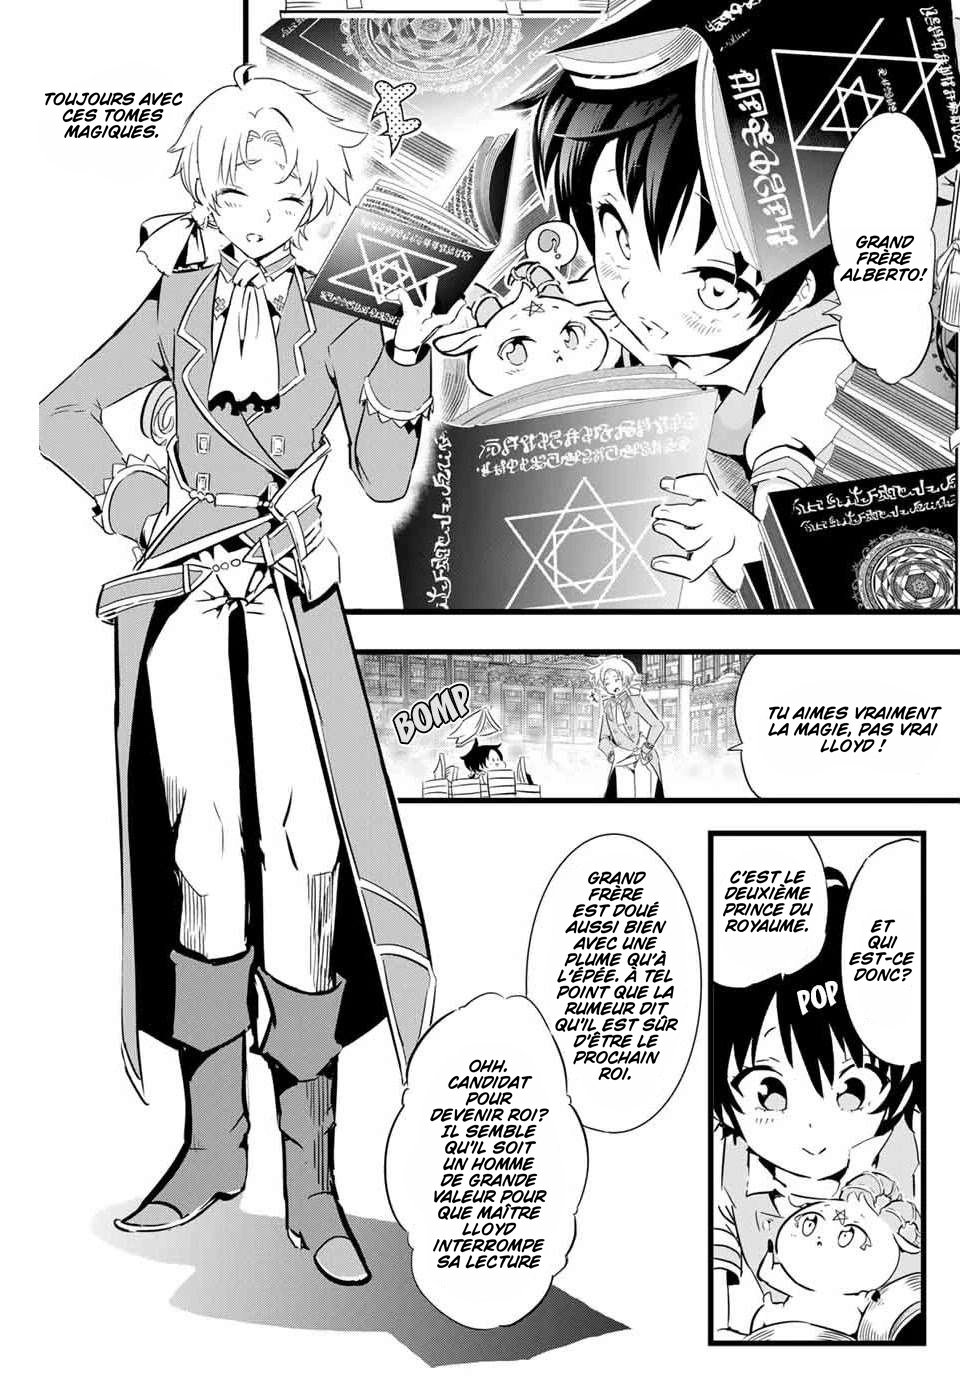 GRAND
FRÈRE
ALBERTO!
TOUJOURS AVEC
CES TOMES
MAGIQUES.
TU AIMES VRAIMENT
LA MAGIE, PAS VRAI
LLOYD !
BOMP
ET
QUI
EST-CE
DONC?
C'EST LE
DEUXIÈME
PRINCE DU
ROYAUME.
POP
GRAND
FRÈRE
EST DOUÉ
AUSSI BIEN
AVEC UNE
PLUME QU'À
L'ÉPÉE. À TEL
POINT QUE LA
RUMEUR DIT
QU'IL EST SÛR
D'ÊTRE LE
PROCHAIN
ROI.
OHH.
CANDIDAT
POUR
DEVENIR ROI?
IL SEMBLE
QU'IL SOIT
UN HOMME
DE GRANDE
VALEUR POUR
QUE MAÎTRE
LLOYD
INTERROMPE
SA LECTURE